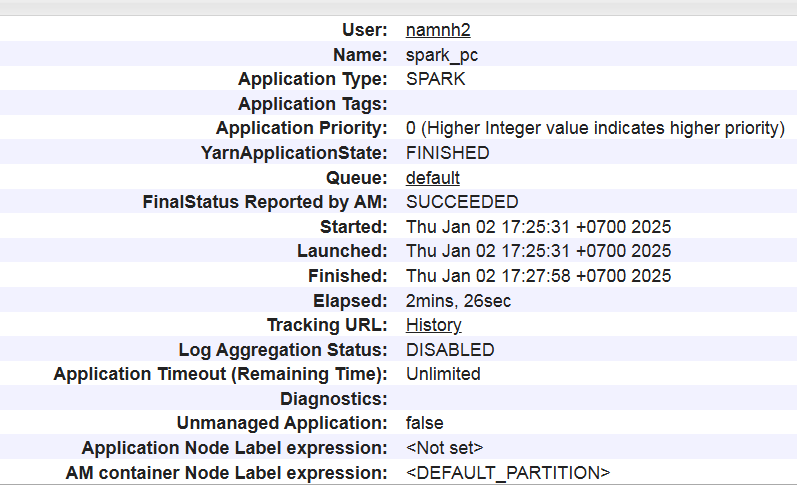 User: namnh2
Name: spark_pc
Application Type: SPARK
Application Tags:
Application Priority: 0 (Higher Integer value indicates higher priority)
YarnApplicationState: FINISHED
Queue: default
FinalStatus Reported by AM: SUCCEEDED
Started: Thu Jan 02 17:25:31 +0700 2025
Launched: Thu Jan 02 17:25:31 +0700 2025
Finished: Thu Jan 02 17:27:58 +0700 2025
Elapsed: 2mins, 26sec
Tracking URL: History
Log Aggregation Status: DISABLED
Application Timeout (Remaining Time): Unlimited
Diagnostics:
Unmanaged Application: false
Application Node Label expression: <Not set>
AM container Node Label expression: <DEFAULT_PARTITION>